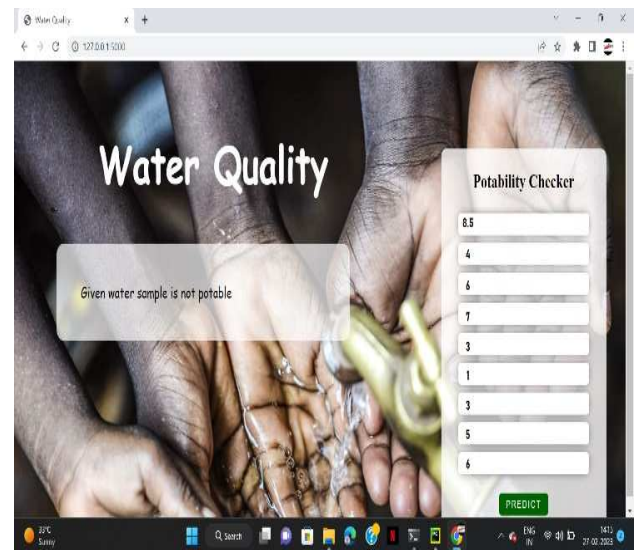 Water Quality
127.0.0.1:5000
Water Quality
Given water sample is not potable
Potability Checker
8.5
4
6
7
3
1
3
5
6
PREDICT
33°C
Sunny
Search
ENG
IN
27-02-2023